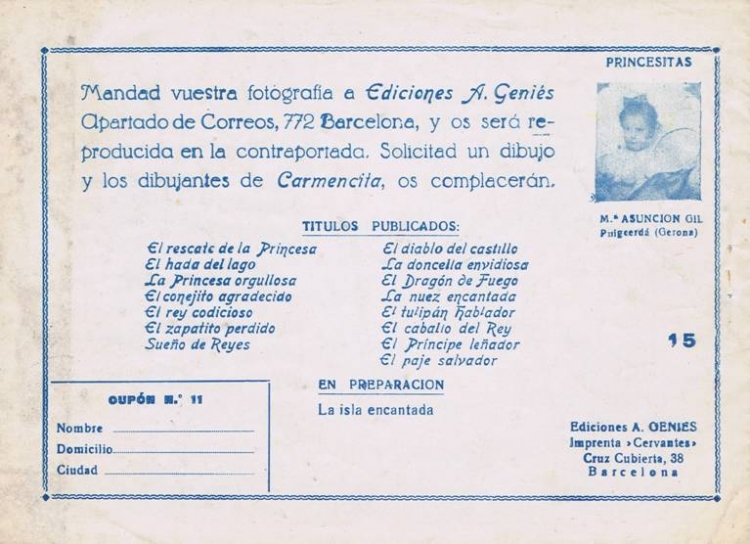 PRINCESITAS
Mandad vuestra fotografía a Ediciones A. Geniés
Apartado de Correos, 772 Barcelona, y os será re-
producida en la contraportada. Solicitad un dibujo
y los dibujantes de Carmencita, os complacerán.
M.ª ASUNCION GIL
Puigcerdá (Gerona)
TITULOS PUBLICADOS:
El rescate de la Princesa
El hada del lago
La Princesa orgullosa
El conejito agradecido
El rey codicioso
El zapatito perdido
Sueño de Reyes
El diablo del castillo
La doncella envidiosa
El Dragón de Fuego
La nuez encantada
El tulipán hablador
El caballo del Rey
El Príncipe leñador
El paje salvador
15
EN PREPARACION
La isla encantada
CUPÓN N.º 11
Nombre
Domicilio
Ciudad
Ediciones A. GENIES
Imprenta «Cervantes»
Cruz Cubierta, 38
Barcelona